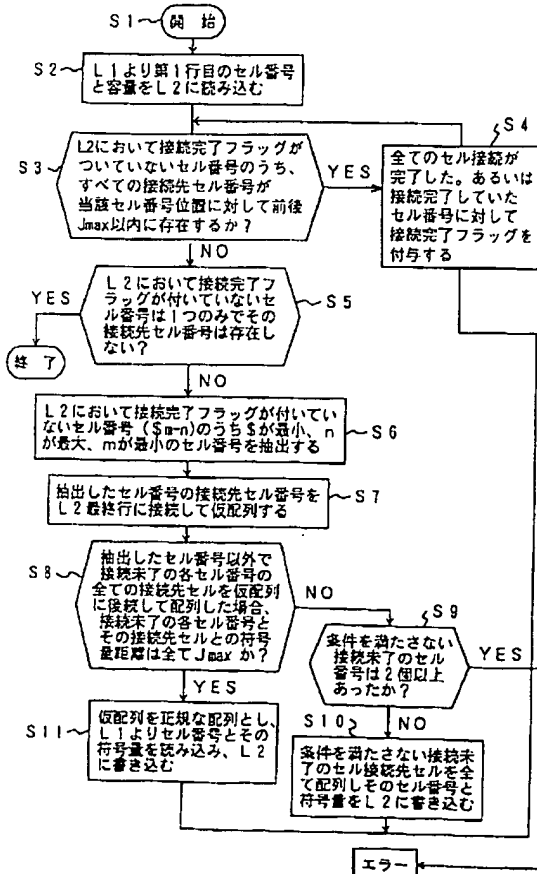 S1
開 始
S2
L1より第1行目のセル番号
と容量をL2に読み込む
S3
L2において接続完了フラッグが
ついていないセル番号のうち、
すべての接続先セル番号が
当該セル番号位置に対して前後
Jmax以内に存在するか？
YES
S4
全てのセル接続が
完了した。あるいは
接続完了していた
セル番号に対して
接続完了フラッグを
付与する
NO
S5
L2において接続完了フ
ラッグが付いていないセ
ル番号は1つのみでその
接続先セル番号は存在し
ない？
YES
終 了
NO
S6
L2において接続完了フラッグが付いてい
ないセル番号（$m-n)のうち$が最小、n
が最大、mが最小のセル番号を抽出する
S7
抽出したセル番号の接続先セル番号を
L2最終行に接続して仮配列する
S8
抽出したセル番号以外で
接続未了の各セル番号の
全ての接続先セルを仮配列
に後続して配列した場合、
接続未了の各セル番号と
その接続先セルとの符号
量距離は全てJmaxか？
NO
S9
条件を満たさない
接続未了のセル
番号は2個以上
あったか？
YES
YES
S11
仮配列を正規な配列とし、
L1よりセル番号とその
符号量を読み込み、L2
に書き込む
NO
S10
条件を満たさない接続未
了のセル接続先セルを全
て配列しそのセル番号と
符号量をL2に書き込む
エラー